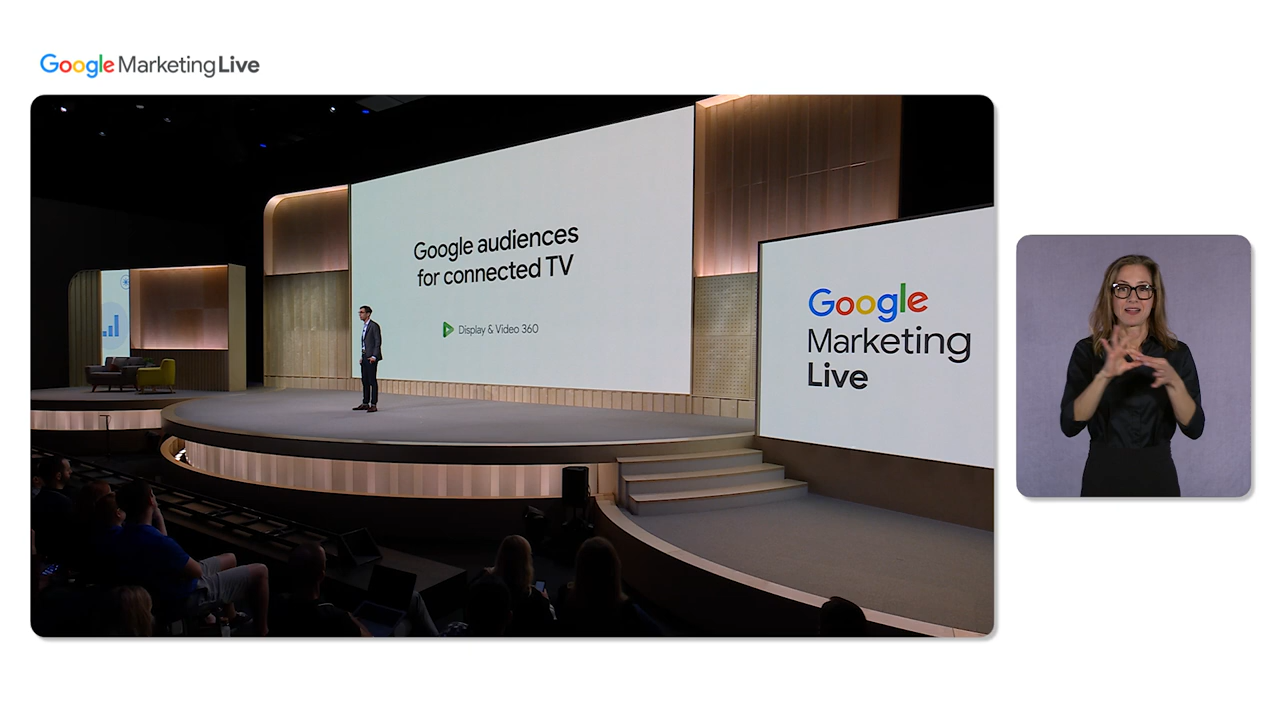 Google Marketing Live
Google audiences
for connected TV
Display & Video 360
Google
Marketing
Live